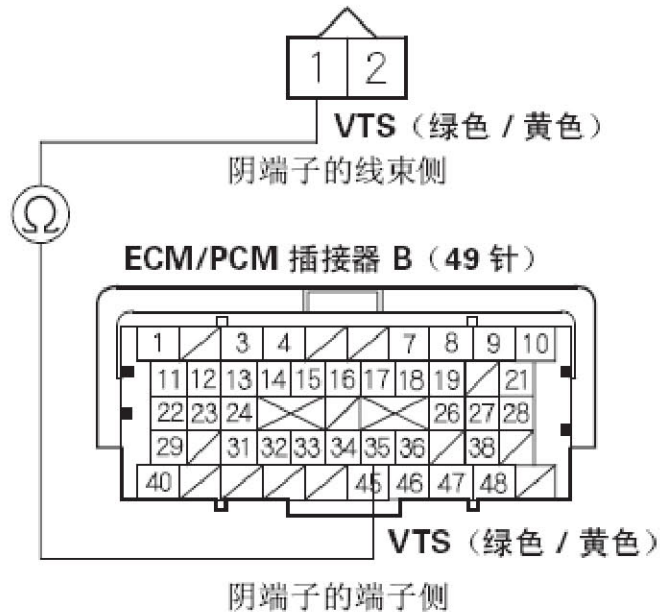 1 2
VTS（绿色 / 黄色）
阴端子的线束侧
Ω
ECM/PCM 插接器 B（49 针）
1 3 4 7 8 9 10
11 12 13 14 15 16 17 18 19 21
22 23 24 26 27 28
29 31 32 33 34 35 36 38
40 45 46 47 48
VTS（绿色 / 黄色）
阴端子的端子侧